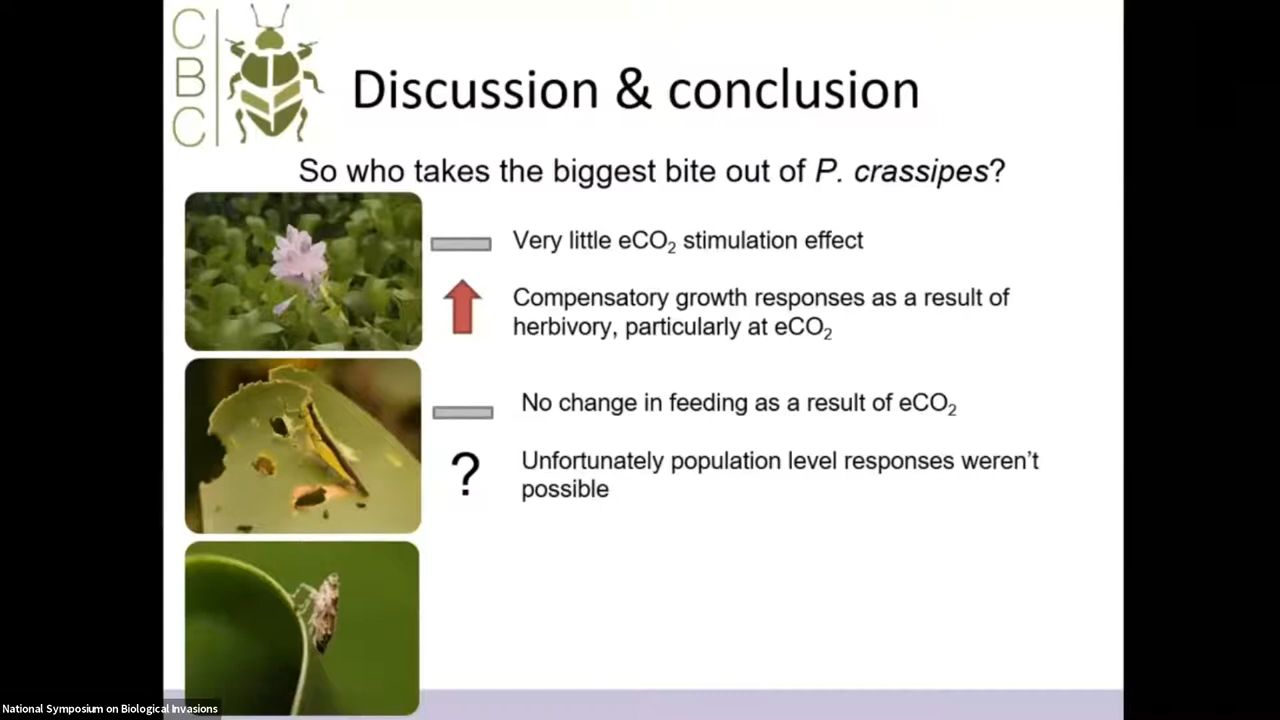 C
B
C
Discussion & conclusion
So who takes the biggest bite out of P. crassipes?
Very little eCO₂ stimulation effect
Compensatory growth responses as a result of
herbivory, particularly at eCO₂
No change in feeding as a result of eCO₂
?
Unfortunately population level responses weren't
possible
National Symposium on Biological Invasions